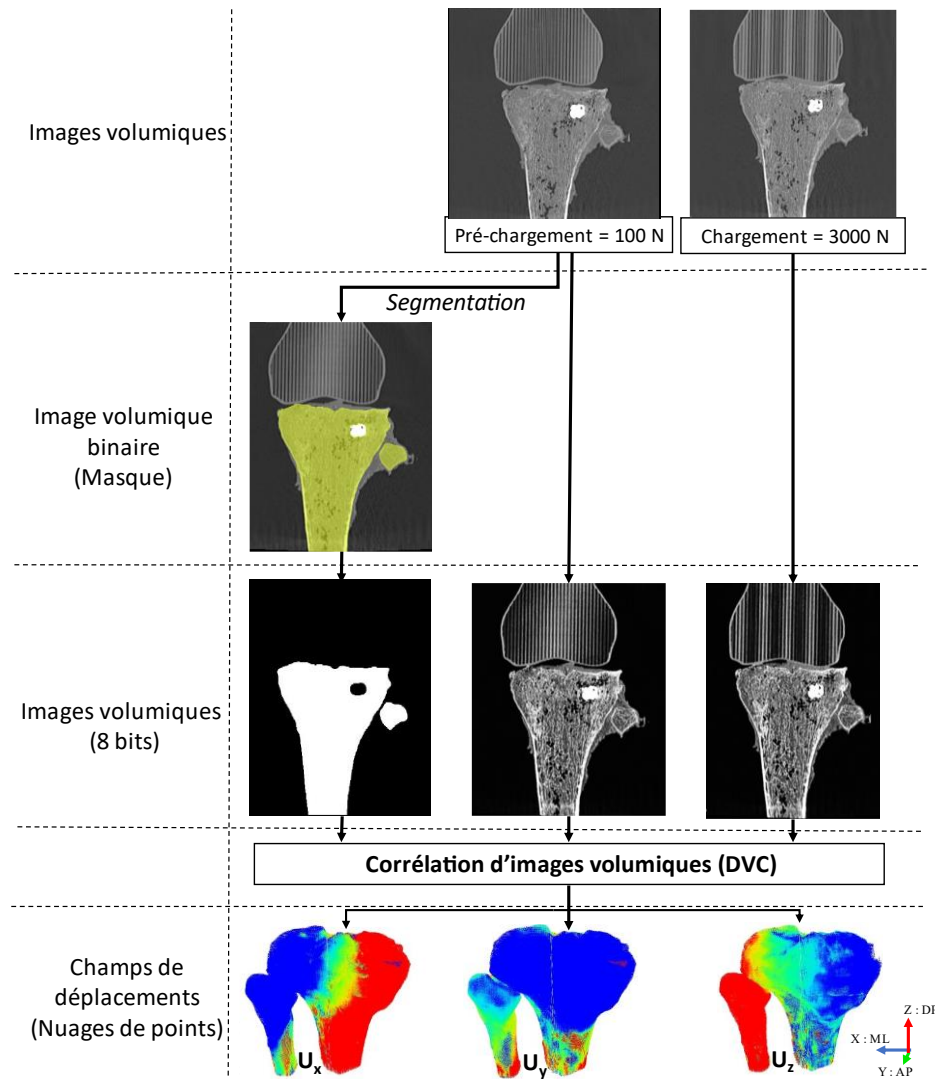 Images volumiques
Pré-chargement = 100 N
Chargement = 3000 N
Segmentation
Image volumique
binaire
(Masque)
Images volumiques
(8 bits)
Corrélation d'images volumiques (DVC)
Champs de
déplacements
(Nuages de points)
Ux
Uy
Uz
Z : DP
X : ML
Y : AP